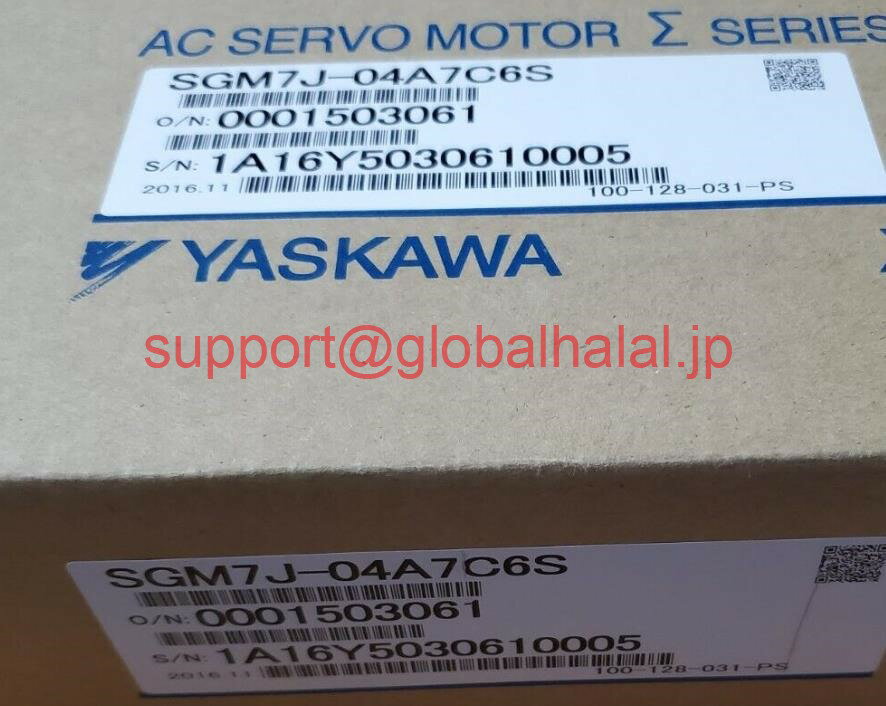 AC SERVO MOTOR Σ SERIES
SGM7J-04A7C6S
O/N: 0001503061
S/N: 1A16Y5030610005
2016.11
100-128-031-PS
YASKAWA
support@globalhalal.jp
SGM7J-04A7C6S
O/N: 0001503061
S/N: 1A16Y5030610005
2016.11
100-128-031-PS